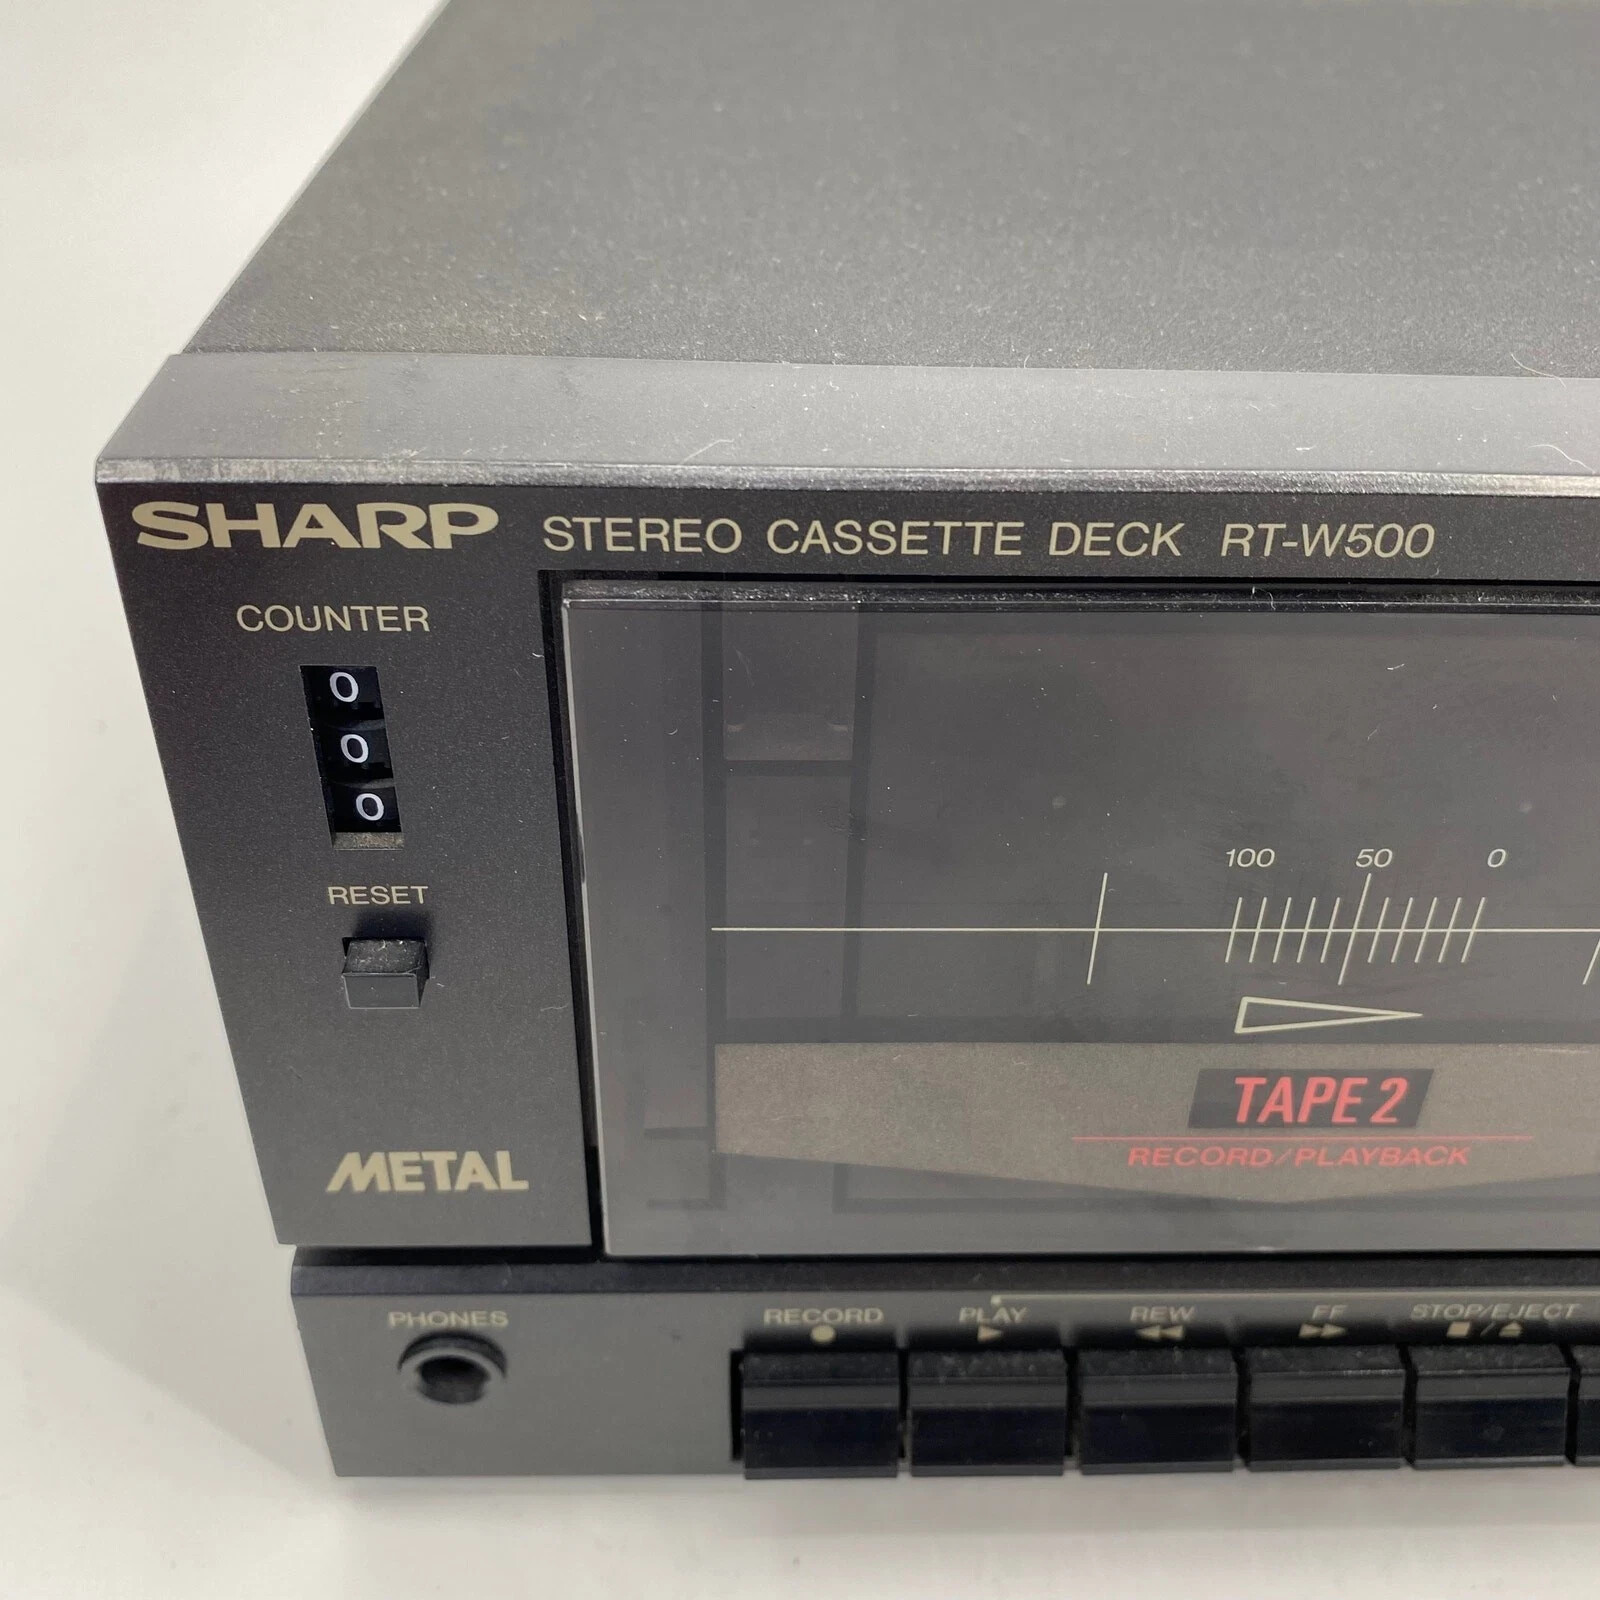 SHARP STEREO CASSETTE DECK RT-W500
COUNTER
0
0
0
RESET
100 50 0
TAPE 2
RECORD/PLAYBACK
METAL
PHONES
RECORD PLAY REW FF STOP/EJECT